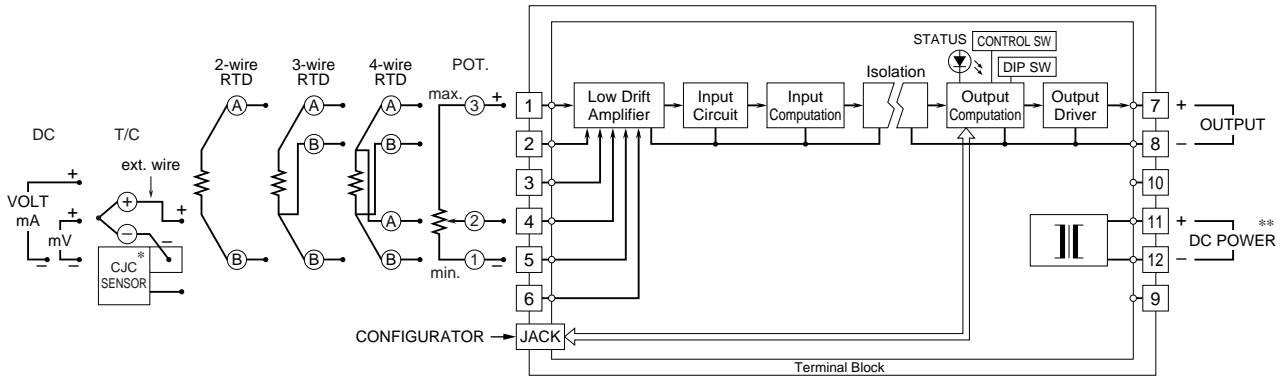 2-wire
RTD
3-wire
RTD
4-wire
RTD
POT.
STATUS
CONTROL SW
DIP SW
Isolation
DC
T/C
ext. wire
VOLT
mA
mV
+
−
+
−
+
−
+
−
CJC *
SENSOR
A
B
A
B
B
A
B
A
B
max.
3
+
2
min.
1
−
1
2
3
4
5
6
Low Drift
Amplifier
Input
Circuit
Input
Computation
Output
Computation
Output
Driver
7
+
OUTPUT
8
−
10
11
+
DC POWER **
12
−
9
CONFIGURATOR
JACK
Terminal Block